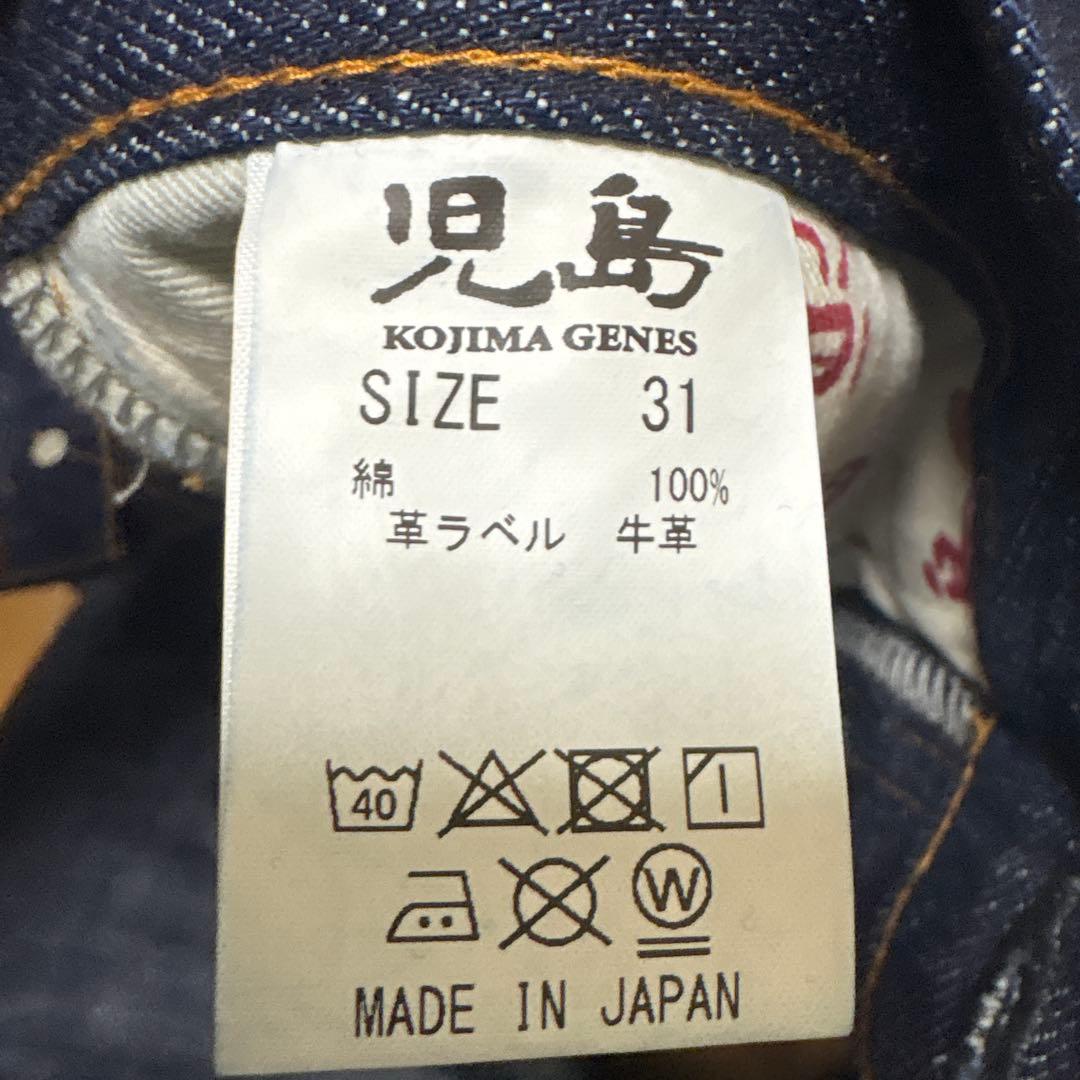 児島
KOJIMA GENES
SIZE 31
綿 100%
革ラベル 牛革
40
W
MADE IN JAPAN